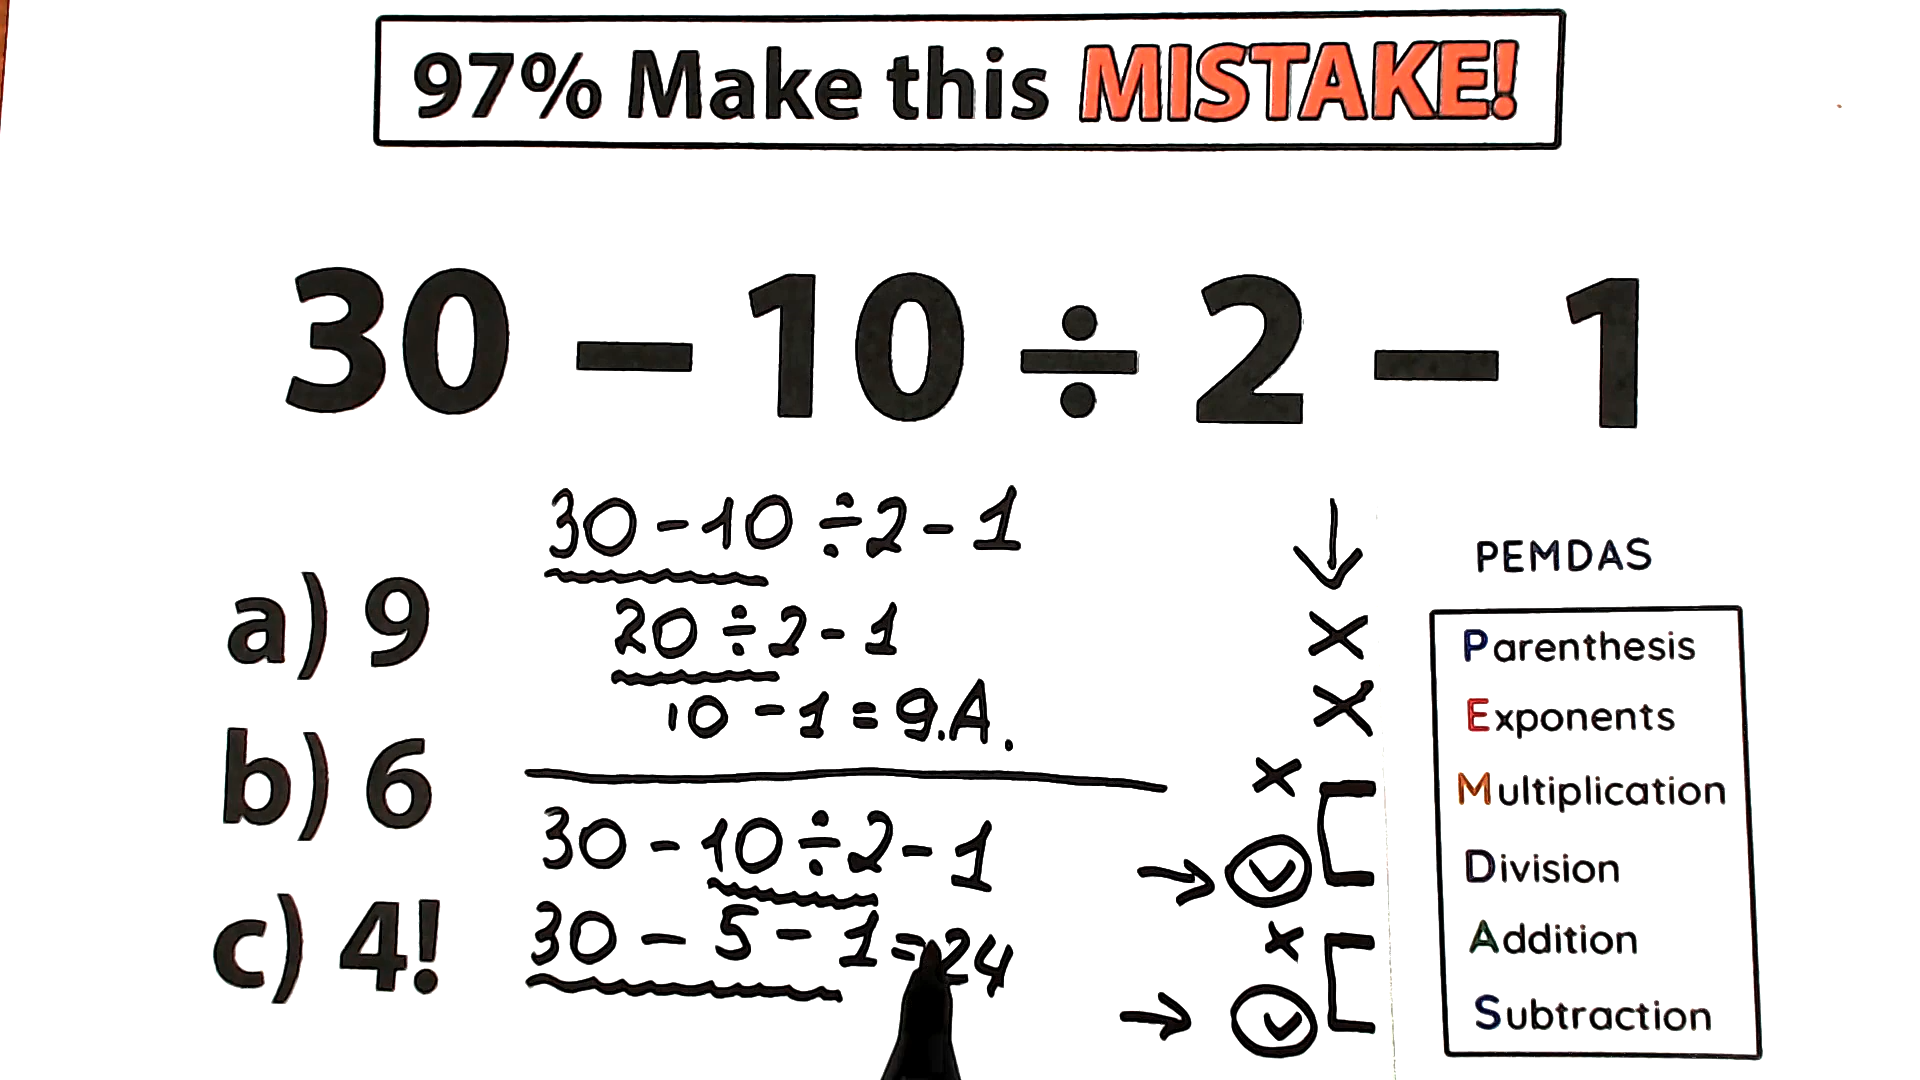 97% Make this MISTAKE!
30 − 10 ÷ 2 − 1
a) 9
b) 6
c) 4!
30 - 10 ÷ 2 - 1
20 ÷ 2 - 1
10 - 1 = 9. A.
30 - 10 ÷ 2 - 1
30 - 5 - 1 = 24
PEMDAS
Parenthesis
Exponents
Multiplication
Division
Addition
Subtraction